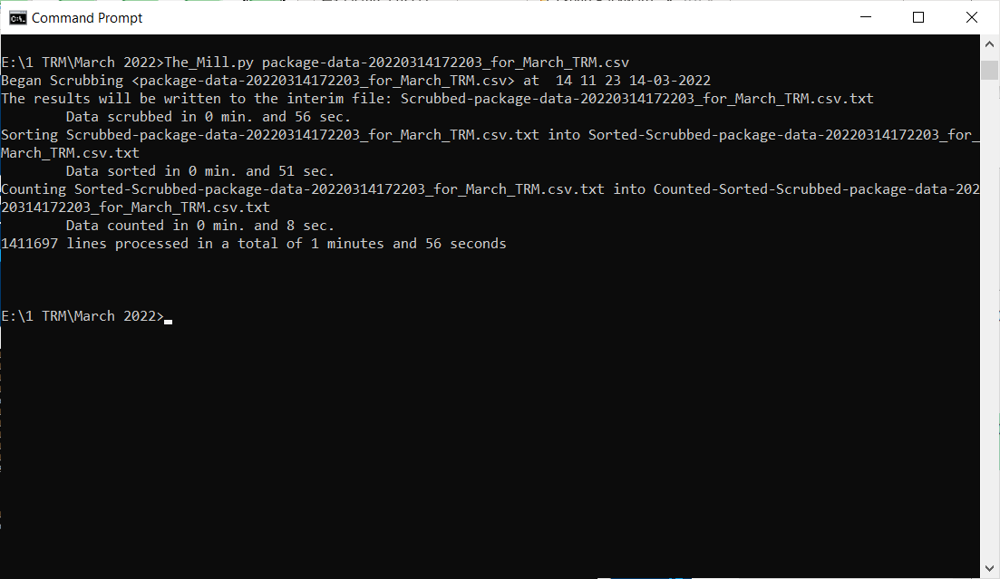 Command Prompt
E:\1 TRM\March 2022>The_Mill.py package-data-20220314172203_for_March_TRM.csv
Began Scrubbing <package-data-20220314172203_for_March_TRM.csv> at  14 11 23 14-03-2022
The results will be written to the interim file: Scrubbed-package-data-20220314172203_for_March_TRM.csv.txt
        Data scrubbed in 0 min. and 56 sec.
Sorting Scrubbed-package-data-20220314172203_for_March_TRM.csv.txt into Sorted-Scrubbed-package-data-20220314172203_for_
March_TRM.csv.txt
        Data sorted in 0 min. and 51 sec.
Counting Sorted-Scrubbed-package-data-20220314172203_for_March_TRM.csv.txt into Counted-Sorted-Scrubbed-package-data-202
20314172203_for_March_TRM.csv.txt
        Data counted in 0 min. and 8 sec.
1411697 lines processed in a total of 1 minutes and 56 seconds
E:\1 TRM\March 2022>